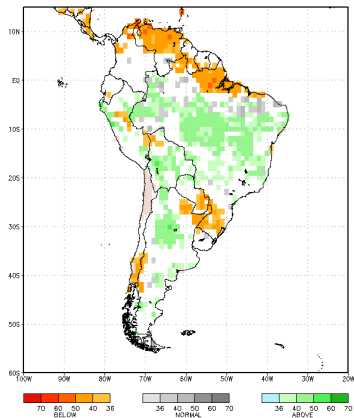 10N
EQ
10S
20S
30S
40S
50S
60S
100W 90W 80W 70W 60W 50W 40W 30W 20W
70 60 50 40 36 36 40 50 60 70 36 40 50 60 70
BELOW NORMAL ABOVE